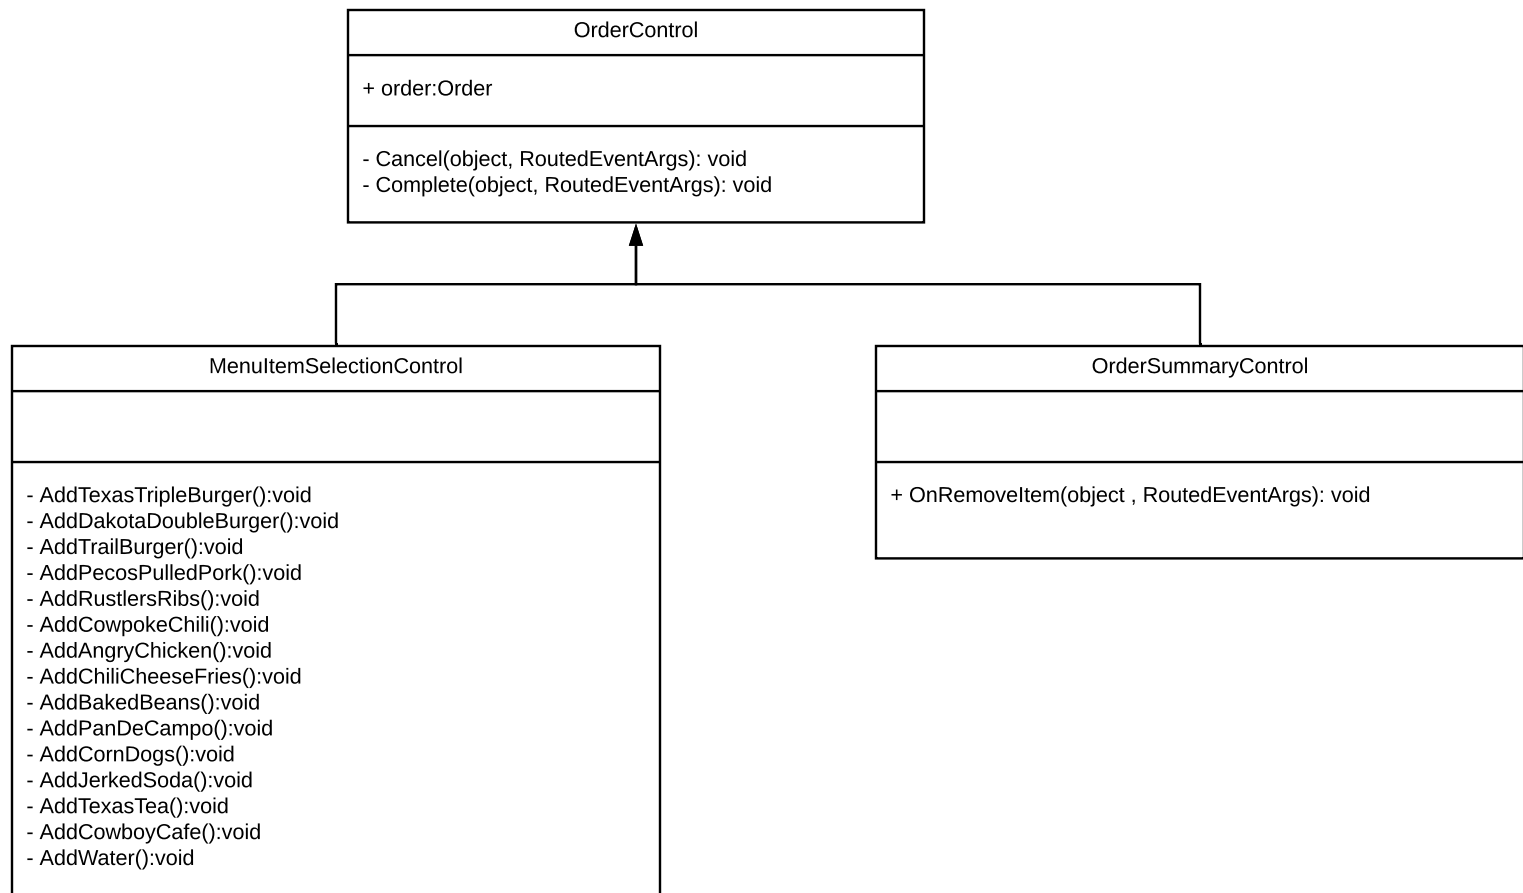 OrderControl
+ order:Order
- Cancel(object, RoutedEventArgs): void
- Complete(object, RoutedEventArgs): void
MenuItemSelectionControl
- AddTexasTripleBurger():void
- AddDakotaDoubleBurger():void
- AddTrailBurger():void
- AddPecosPulledPork():void
- AddRustlersRibs():void
- AddCowpokeChili():void
- AddAngryChicken():void
- AddChiliCheeseFries():void
- AddBakedBeans():void
- AddPanDeCampo():void
- AddCornDogs():void
- AddJerkedSoda():void
- AddTexasTea():void
- AddCowboyCafe():void
- AddWater():void
OrderSummaryControl
+ OnRemoveItem(object , RoutedEventArgs): void